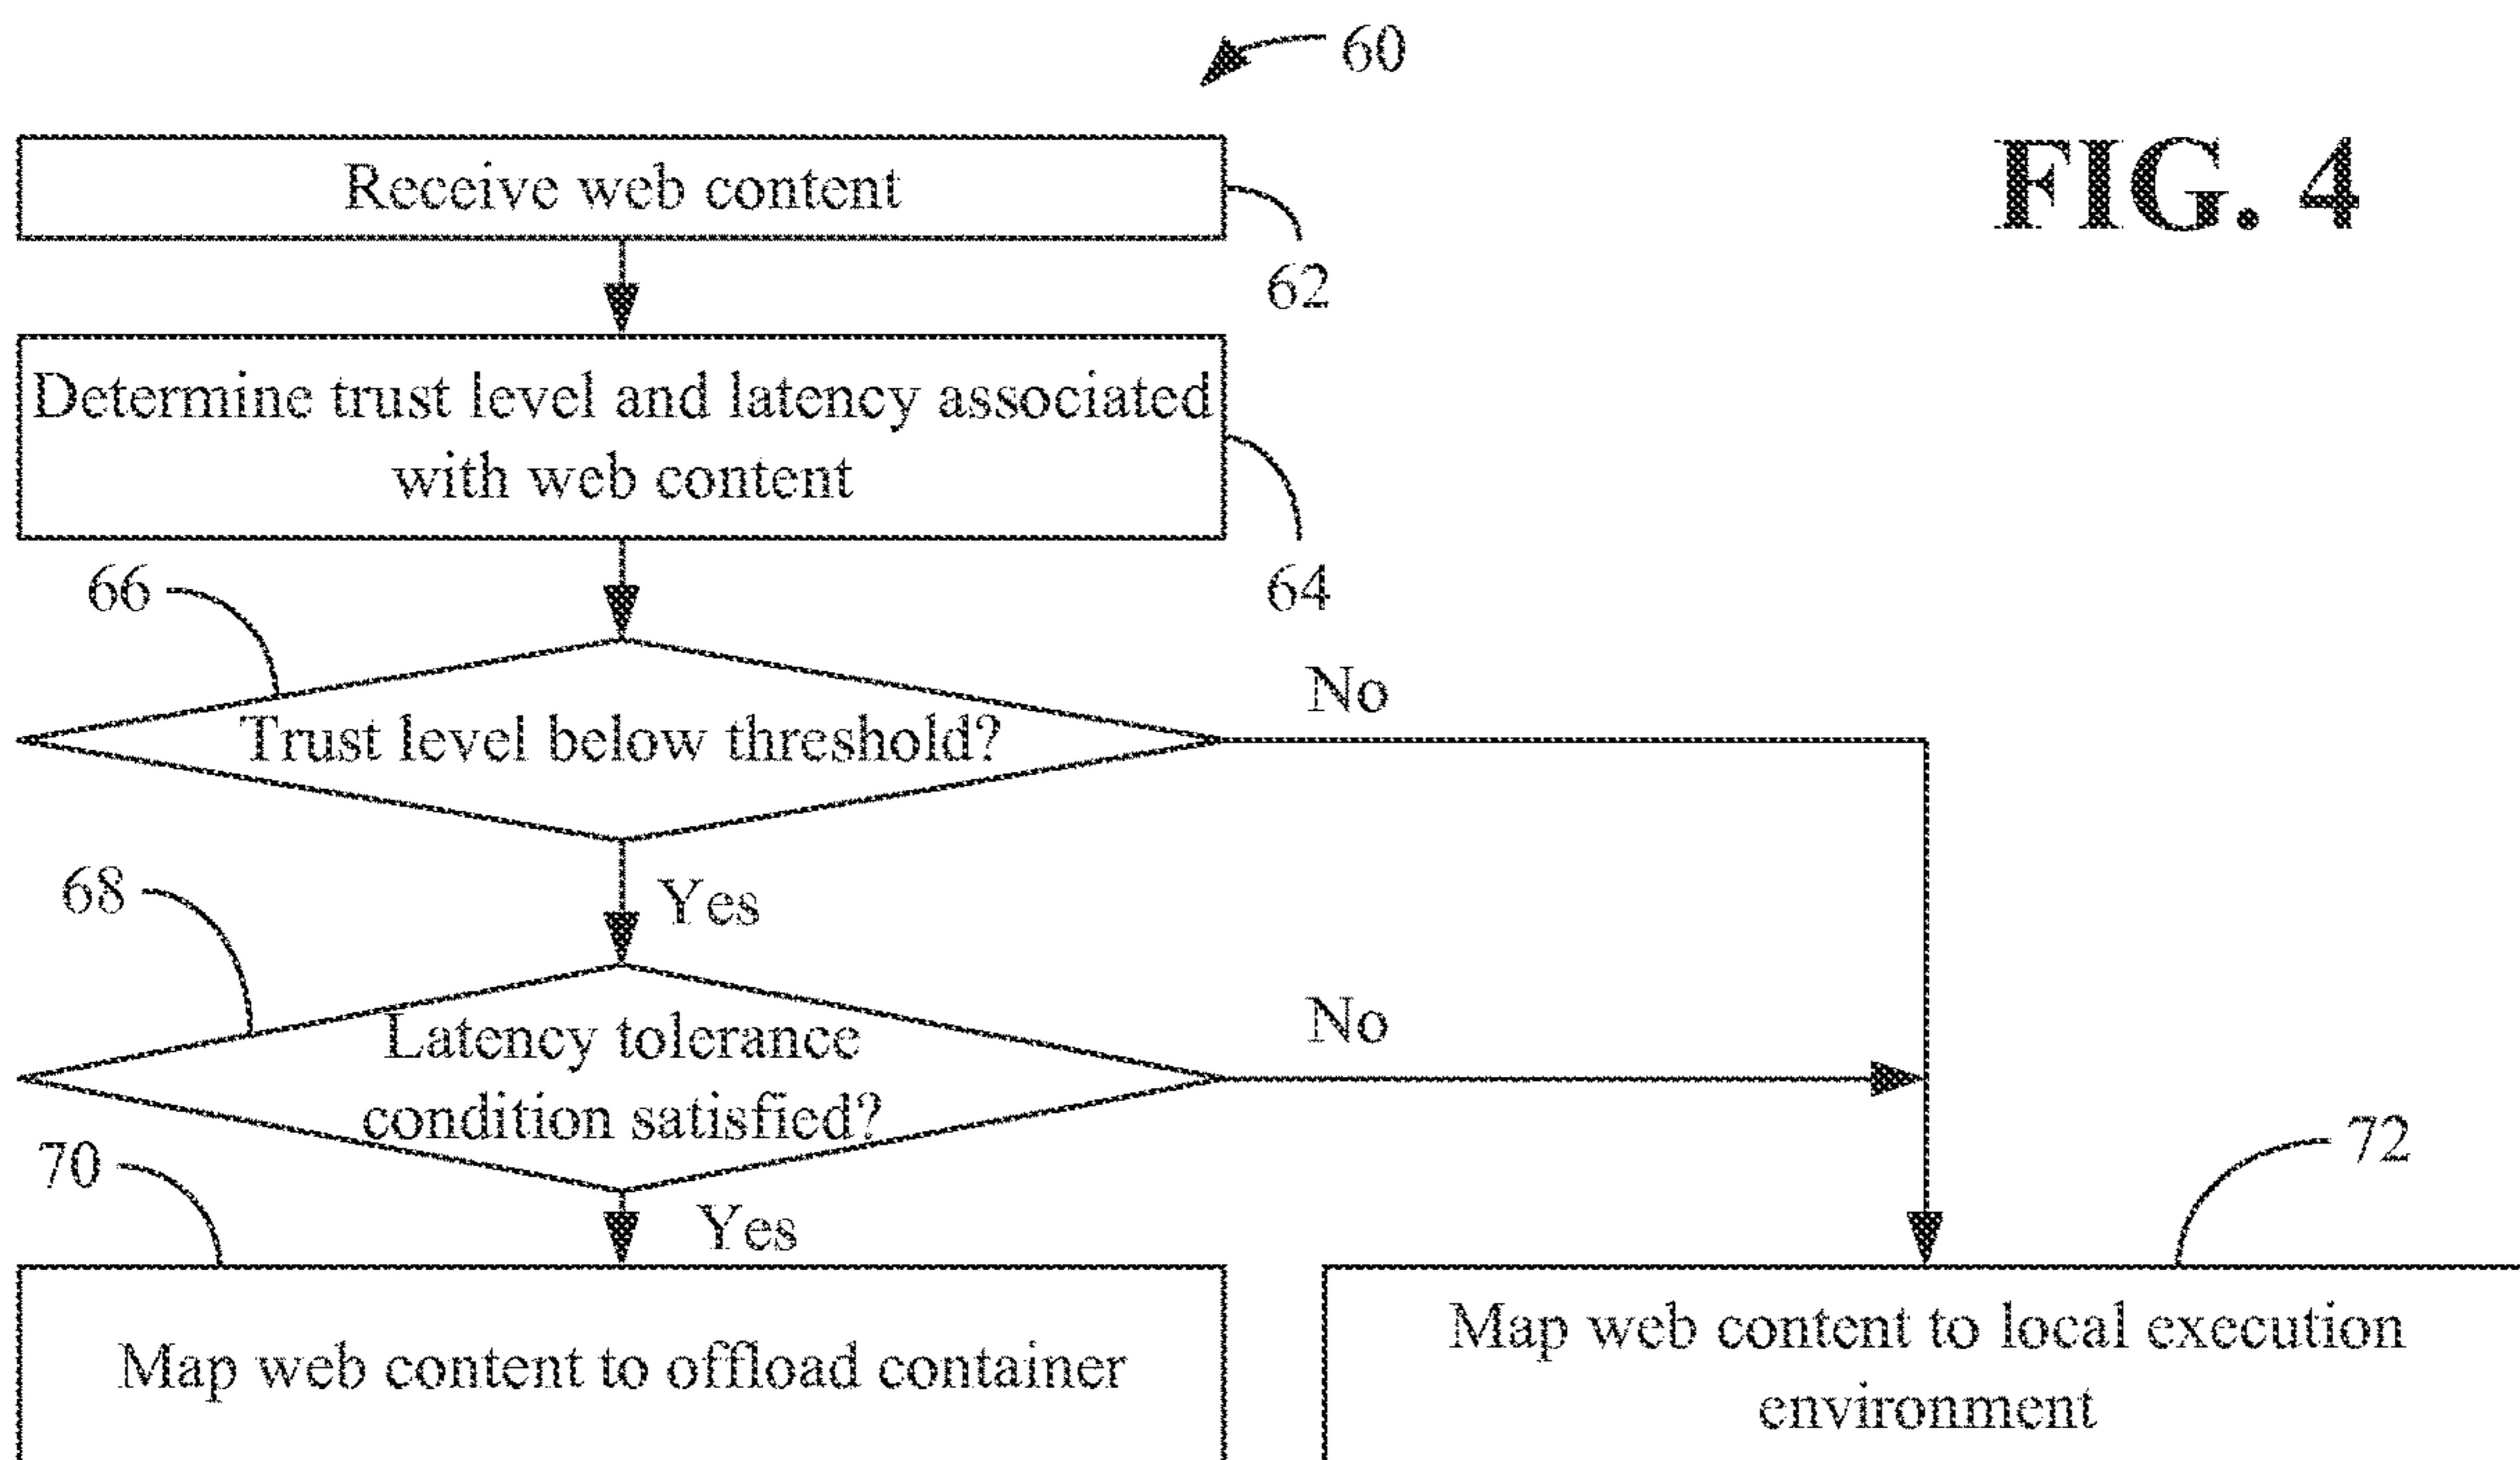 60
FIG. 4
Receive web content
62
Determine trust level and latency associated
with web content
64
66
Trust level below threshold?
No
Yes
68
Latency tolerance
condition satisfied?
No
Yes
70
72
Map web content to offload container
Map web content to local execution
environment